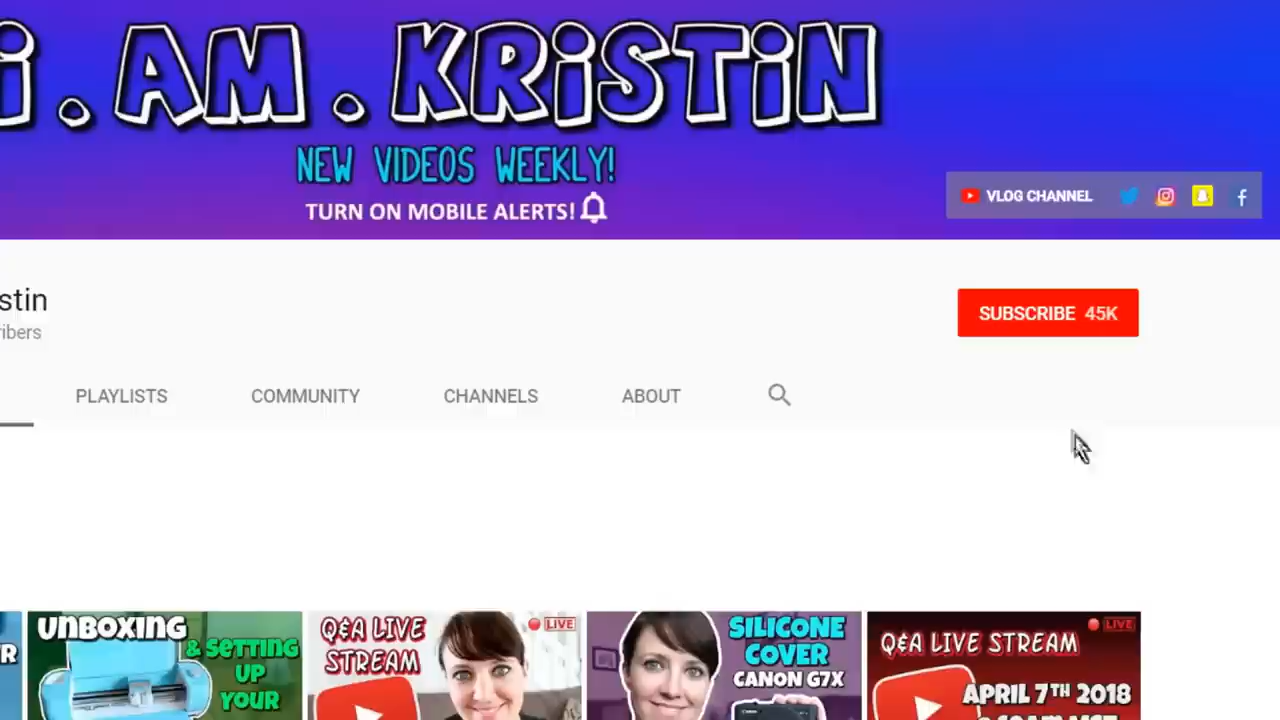 i.AM.KRiSTiN
NEW VIDEOS WEEKLY!
TURN ON MOBILE ALERTS!
VLOG CHANNEL
stin
ribers
SUBSCRIBE 45K
PLAYLISTS COMMUNITY CHANNELS ABOUT
R
UNBOXING
& SETTING
UP
YOUR
Q&A LIVE
STREAM
LIVE
SILICONE
COVER
CANON G7X
LIVE
Q&A LIVE STREAM
APRIL 7TH 2018